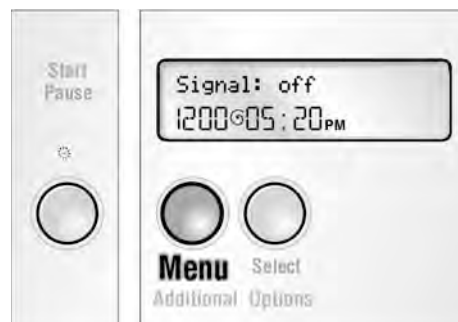 Start
Pause
Signal: off
1200 05:20PM
Menu Select
Additional Options